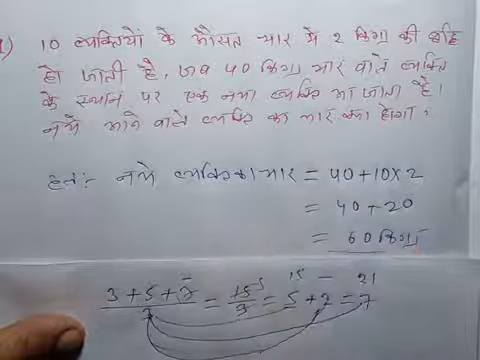 1) 10 व्यक्तियों के औसत भार में 2 किग्रा की वृद्धि
हो जाती है, जब 40 किग्रा भार वाले व्यक्ति
के स्थान पर एक नया व्यक्ति आ जाता है।
नये आने वाले व्यक्ति का भार क्या होगा?
हल:- नये व्यक्ति का भार = 40+10×2
= 40+20
= 60 किग्रा
15 - 21
3+5+7 = 15 5 = 5+2=7
3